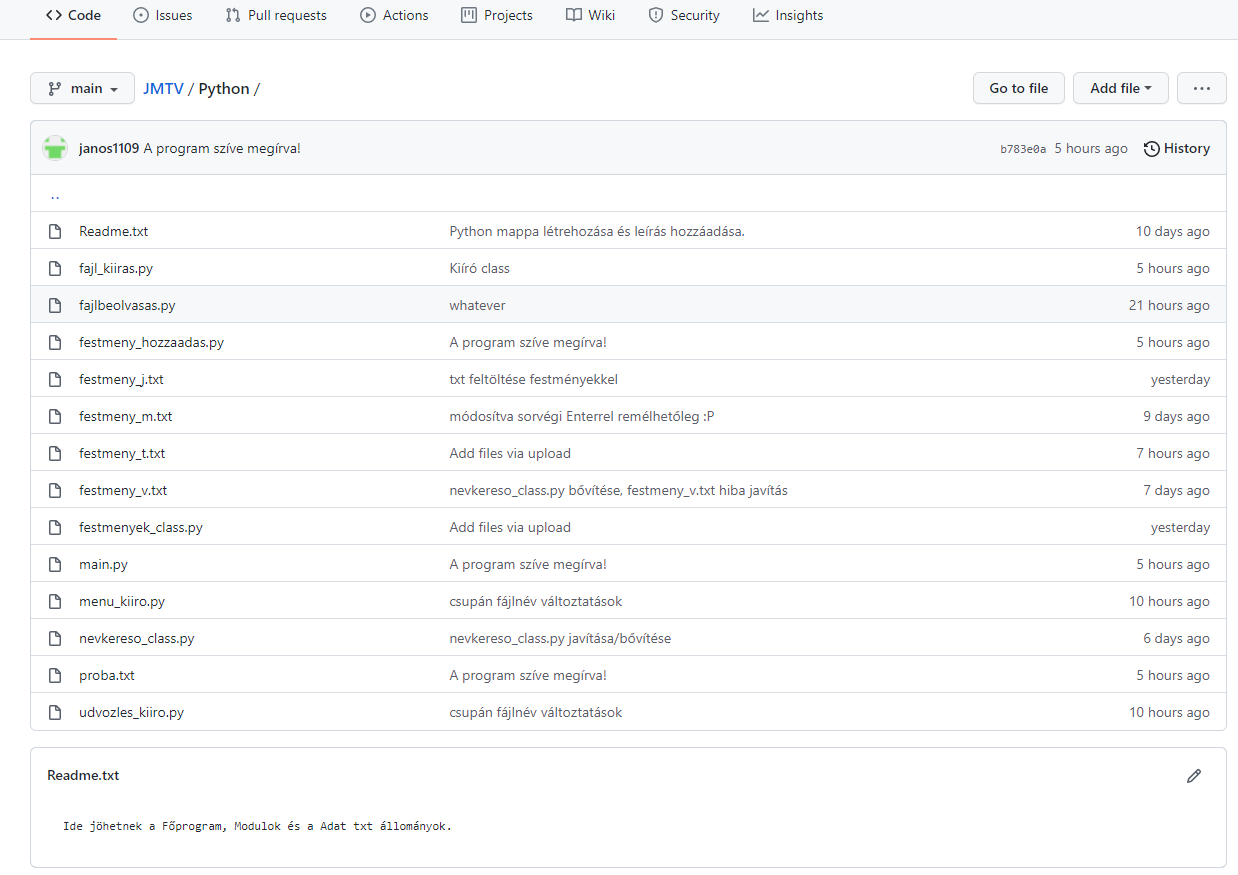 Code Issues Pull requests Actions Projects Wiki Security Insights
main JMTV / Python / Go to file Add file ...
janos1109 A program szíve megírva! b783e0a 5 hours ago History
..
Readme.txt Python mappa létrehozása és leírás hozzáadása. 10 days ago
fajl_kiiras.py Kiíró class 5 hours ago
fajlbeolvasas.py whatever 21 hours ago
festmeny_hozzaadas.py A program szíve megírva! 5 hours ago
festmeny_j.txt txt feltöltése festményekkel yesterday
festmeny_m.txt módosítva sorvégi Enterrel remélhetőleg :P 9 days ago
festmeny_t.txt Add files via upload 7 hours ago
festmeny_v.txt nevkereso_class.py bővítése, festmeny_v.txt hiba javítás 7 days ago
festmenyek_class.py Add files via upload yesterday
main.py A program szíve megírva! 5 hours ago
menu_kiiro.py csupán fájlnév változtatások 10 hours ago
nevkereso_class.py nevkereso_class.py javítása/bővítése 6 days ago
proba.txt A program szíve megírva! 5 hours ago
udvozles_kiiro.py csupán fájlnév változtatások 10 hours ago
Readme.txt
Ide jöhetnek a Főprogram, Modulok és a Adat txt állományok.